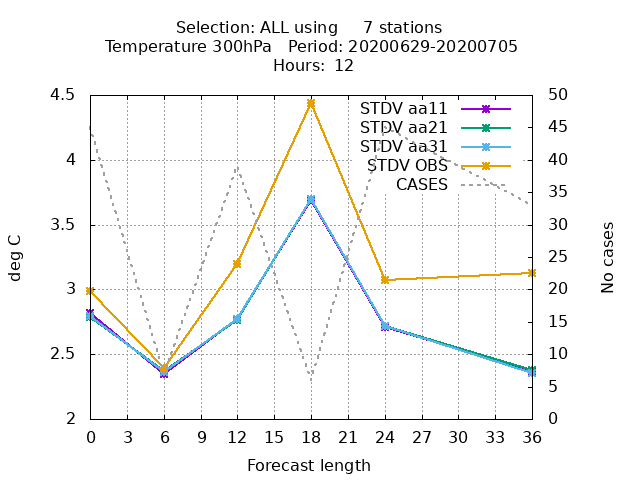 Selection: ALL using 7 stations
Temperature 300hPa Period: 20200629-20200705
Hours: 12
4.5
4
3.5
3
2.5
2
50
45
40
35
30
25
20
15
10
5
0
STDV aa11
STDV aa21
STDV aa31
STDV OBS
CASES
deg C
No cases
0 3 6 9 12 15 18 21 24 27 30 33 36
Forecast length